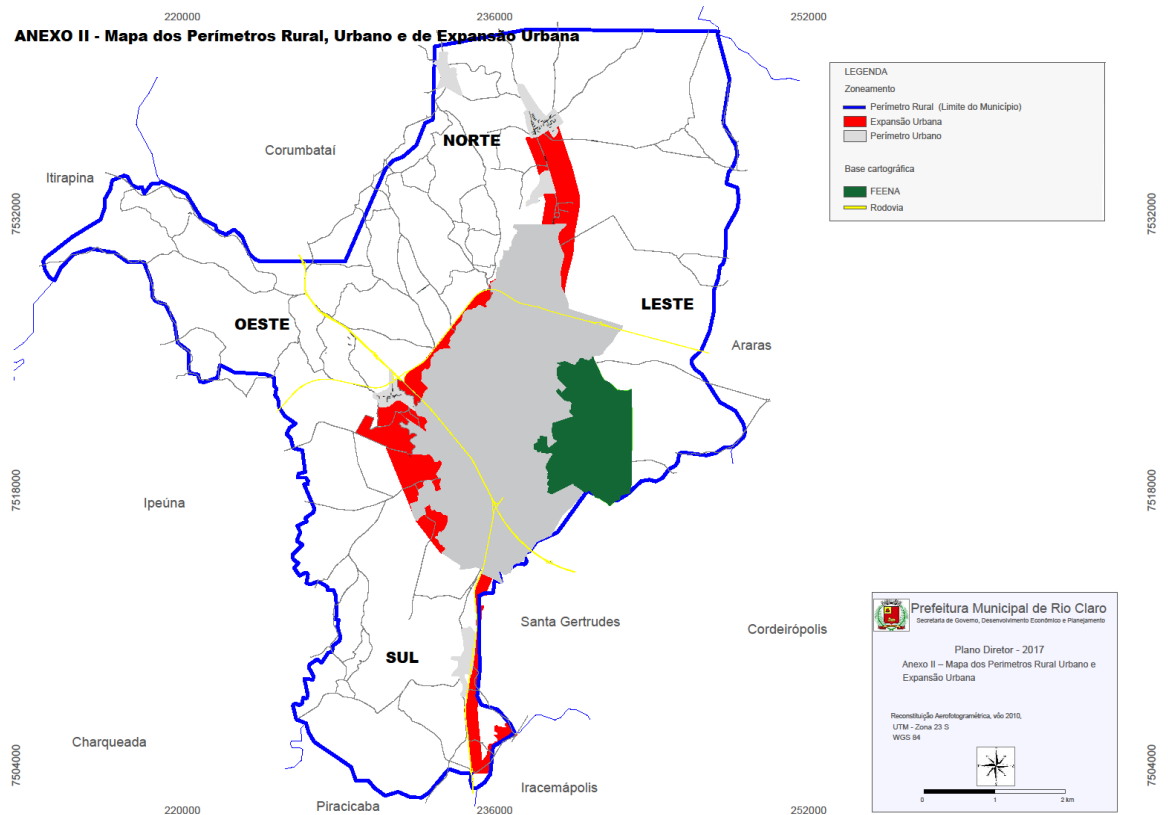 220000
236000
252000
ANEXO II - Mapa dos Perímetros Rural, Urbano e de Expansão Urbana
LEGENDA
Zoneamento
Perímetro Rural (Limite do Município)
Expansão Urbana
Perímetro Urbano
Base cartográfica
FEENA
Rodovia
NORTE
Corumbataí
Itirapina
7532000
7532000
LESTE
OESTE
Araras
7518000
7518000
Ipeúna
Santa Gertrudes
Cordeirópolis
SUL
Charqueada
7504000
7504000
Iracemápolis
Piracicaba
220000
236000
252000
Prefeitura Municipal de Rio Claro
Secretaria de Governo, Desenvolvimento Econômico e Planejamento
Plano Diretor - 2017
Anexo II – Mapa dos Perimetros Rural Urbano e
Expansão Urbana
Reconstituição Aerofotogramétrica, vôo 2010,
UTM - Zona 23 S
WGS 84
0 1 2 km